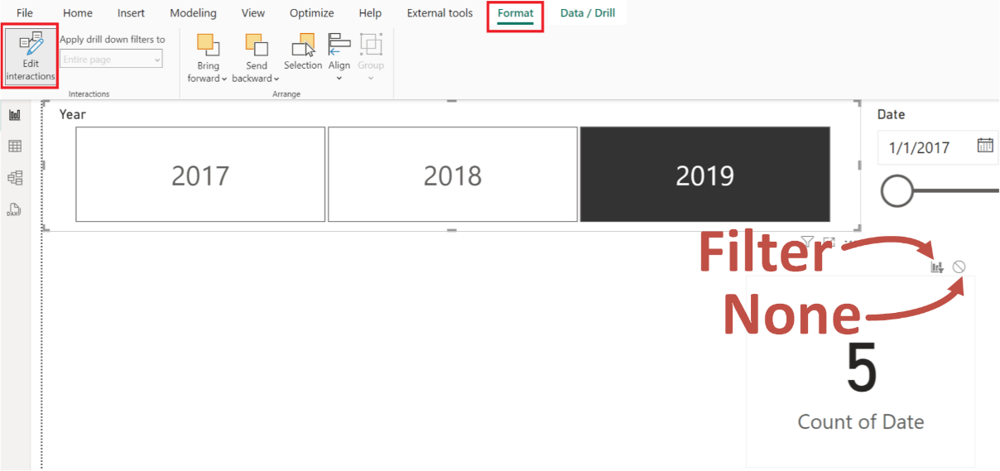 File Home Insert Modeling View Optimize Help External tools Format Data / Drill
Edit
interactions
Apply drill down filters to
Entire page
Interactions
Bring
forward
Send
backward
Selection
Align
Group
Arrange
DAX
Year
2017 2018 2019
Date
1/1/2017
Filter
None
5
Count of Date